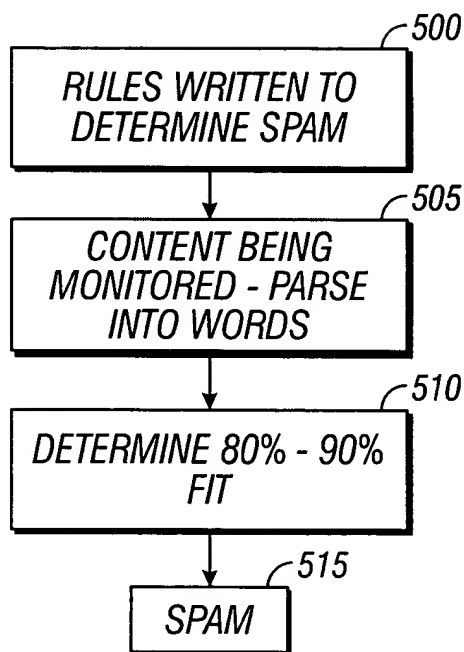 500
RULES WRITTEN TO
DETERMINE SPAM
505
CONTENT BEING
MONITORED - PARSE
INTO WORDS
510
DETERMINE 80% - 90%
FIT
515
SPAM